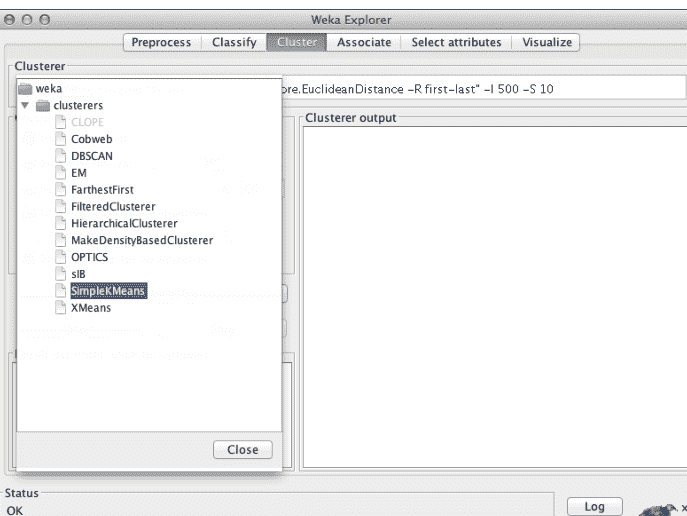 Weka Explorer
Preprocess Classify Cluster Associate Select attributes Visualize
Clusterer
weka
clusterers
CLOPE
Cobweb
DBSCAN
EM
FarthestFirst
FilteredClusterer
HierarchicalClusterer
MakeDensityBasedClusterer
OPTICS
sIB
SimpleKMeans
XMeans
Close
ore.EuclideanDistance -R first-last" -I 500 -S 10
Clusterer output
Status
OK
Log
x